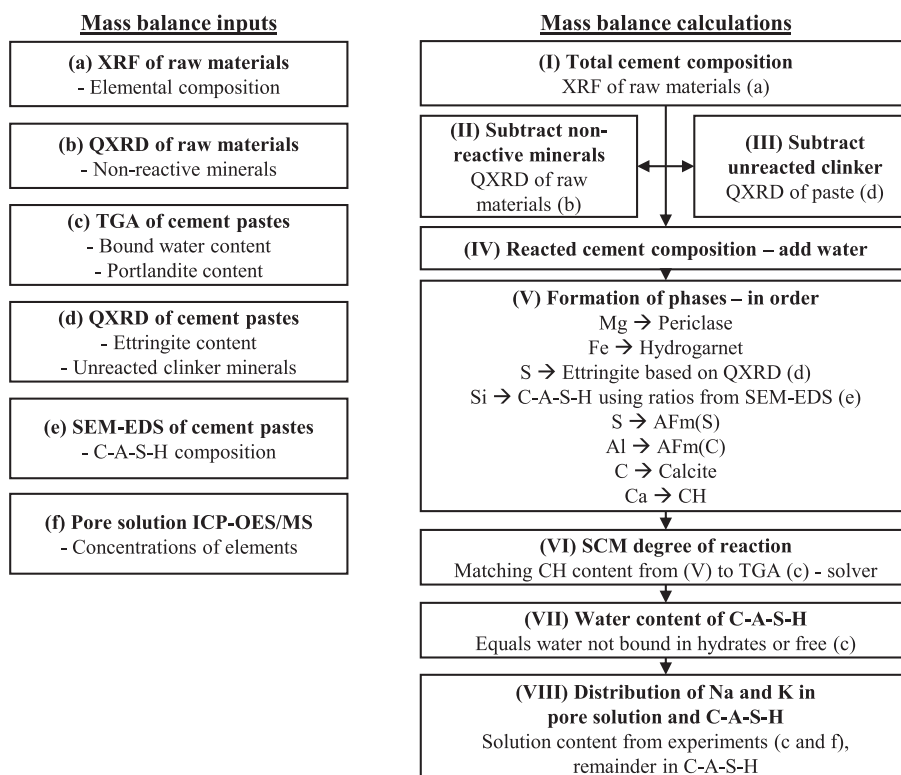 Mass balance inputs
(a) XRF of raw materials
- Elemental composition
(b) QXRD of raw materials
- Non-reactive minerals
(c) TGA of cement pastes
- Bound water content
- Portlandite content
(d) QXRD of cement pastes
- Ettringite content
- Unreacted clinker minerals
(e) SEM-EDS of cement pastes
- C-A-S-H composition
(f) Pore solution ICP-OES/MS
- Concentrations of elements
Mass balance calculations
(I) Total cement composition
XRF of raw materials (a)
(II) Subtract non-
reactive minerals
QXRD of raw
materials (b)
(III) Subtract
unreacted clinker
QXRD of paste (d)
(IV) Reacted cement composition – add water
(V) Formation of phases – in order
Mg → Periclase
Fe → Hydrogarnet
S → Ettringite based on QXRD (d)
Si → C-A-S-H using ratios from SEM-EDS (e)
S → AFm(S)
Al → AFm(C)
C → Calcite
Ca → CH
(VI) SCM degree of reaction
Matching CH content from (V) to TGA (c) - solver
(VII) Water content of C-A-S-H
Equals water not bound in hydrates or free (c)
(VIII) Distribution of Na and K in
pore solution and C-A-S-H
Solution content from experiments (c and f),
remainder in C-A-S-H